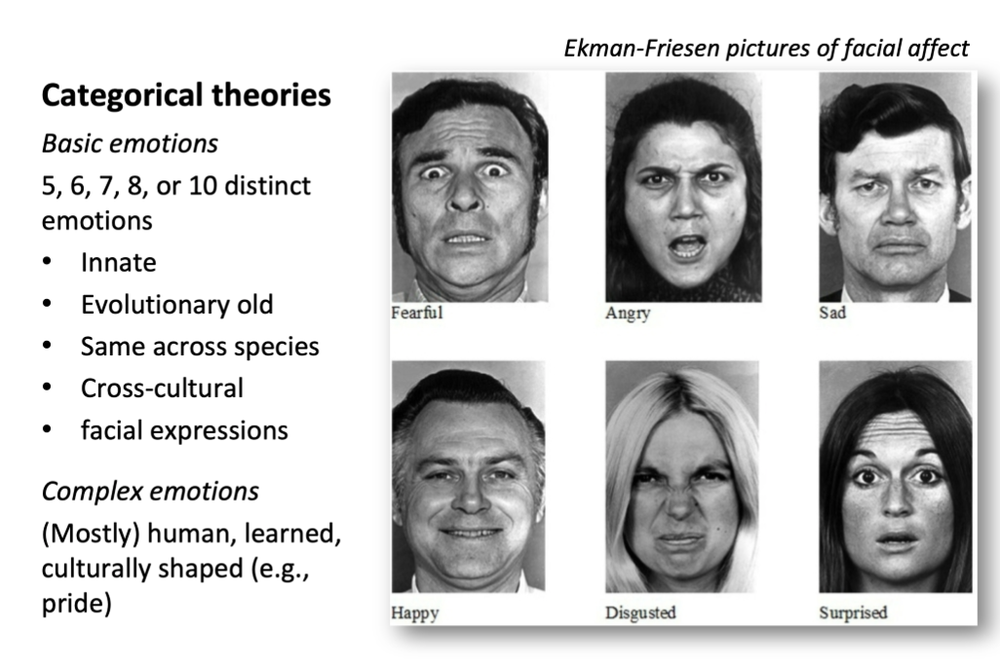 Ekman-Friesen pictures of facial affect
Categorical theories
Basic emotions
5, 6, 7, 8, or 10 distinct
emotions
• Innate
• Evolutionary old
• Same across species
• Cross-cultural
• facial expressions
Complex emotions
(Mostly) human, learned,
culturally shaped (e.g.,
pride)
Fearful
Angry
Sad
Happy
Disgusted
Surprised